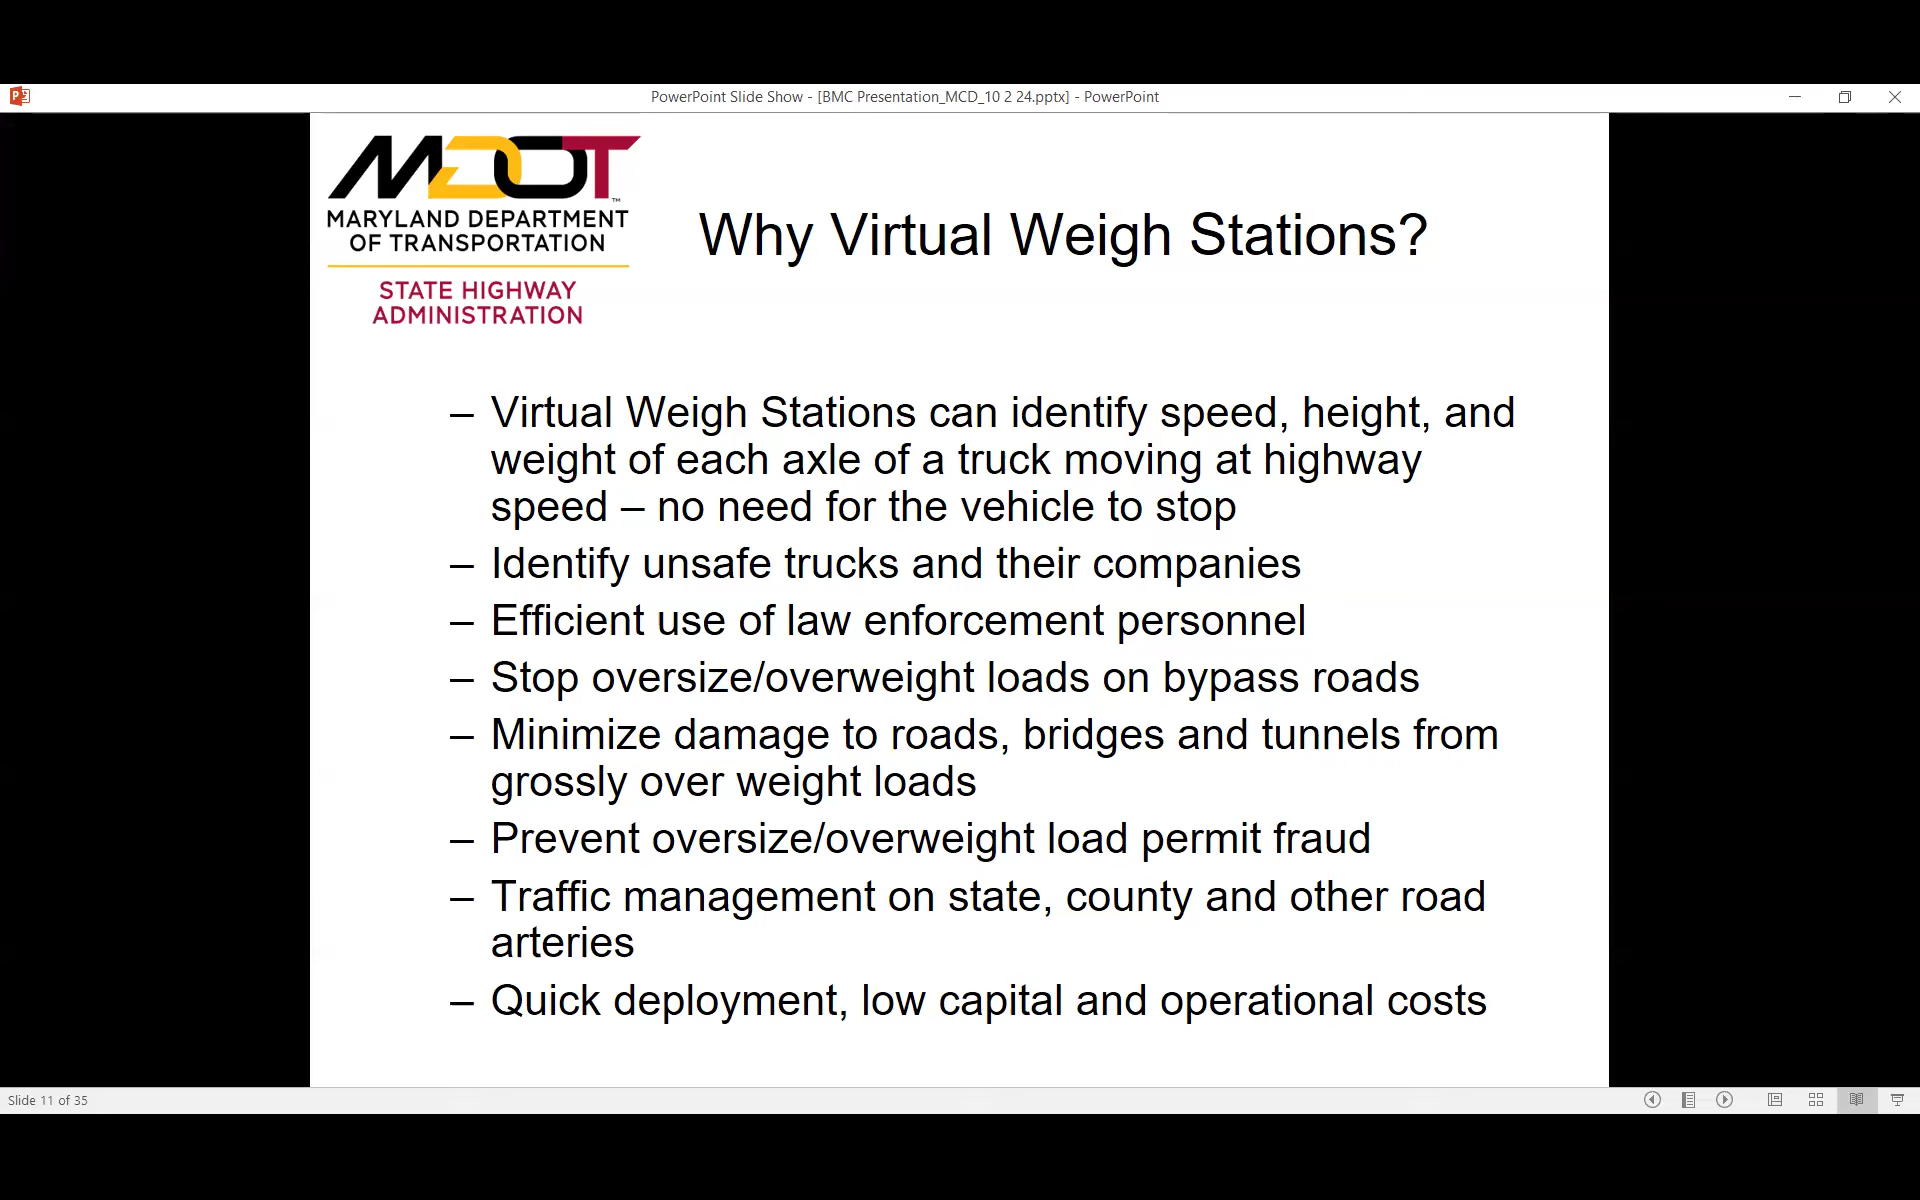 PowerPoint Slide Show - [BMC Presentation_MCD_10 2 24.pptx] - PowerPoint
MDOT™
MARYLAND DEPARTMENT
OF TRANSPORTATION
STATE HIGHWAY
ADMINISTRATION
Why Virtual Weigh Stations?
– Virtual Weigh Stations can identify speed, height, and
weight of each axle of a truck moving at highway
speed – no need for the vehicle to stop
– Identify unsafe trucks and their companies
– Efficient use of law enforcement personnel
– Stop oversize/overweight loads on bypass roads
– Minimize damage to roads, bridges and tunnels from
grossly over weight loads
– Prevent oversize/overweight load permit fraud
– Traffic management on state, county and other road
arteries
– Quick deployment, low capital and operational costs
Slide 11 of 35